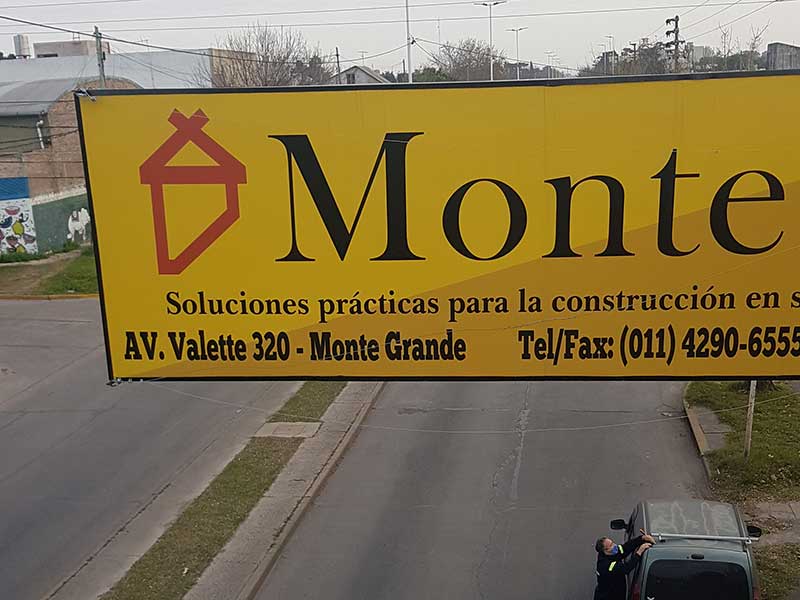 Monte
Soluciones prácticas para la construcción en s
AV. Valette 320 - Monte Grande Tel/Fax: (011) 4290-6555